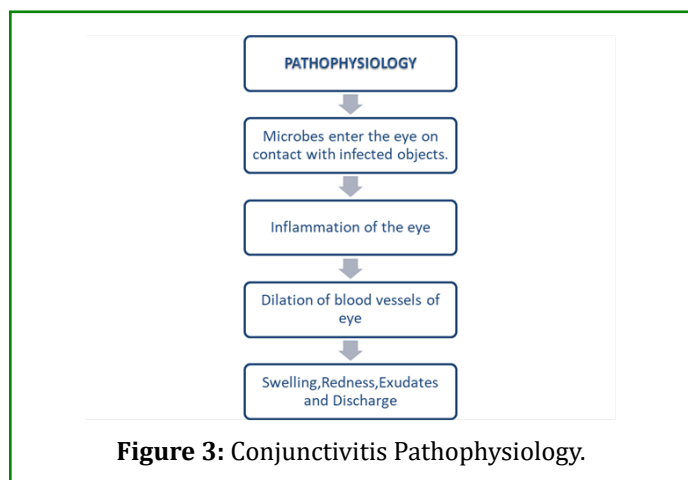 PATHOPHYSIOLOGY
Microbes enter the eye on
contact with infected objects.
Inflammation of the eye
Dilation of blood vessels of
eye
Swelling,Redness,Exudates
and Discharge
Figure 3: Conjunctivitis Pathophysiology.